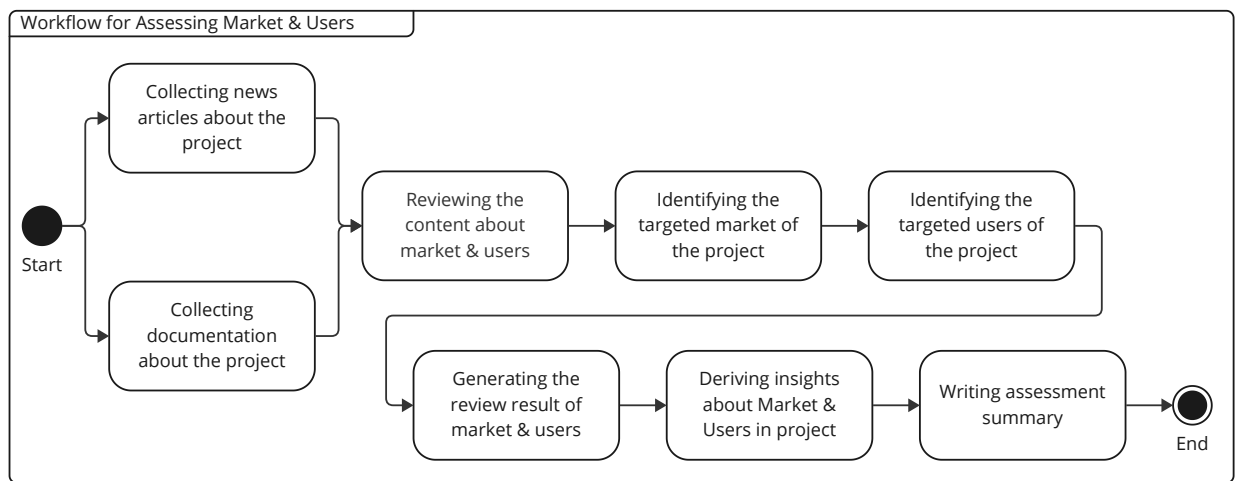 Workflow for Assessing Market & Users
Collecting news
articles about the
project
Start
Collecting
documentation
about the project
Reviewing the
content about
market & users
Identifying the
targeted market of
the project
Identifying the
targeted users of
the project
Generating the
review result of
market & users
Deriving insights
about Market &
Users in project
Writing assessment
summary
End